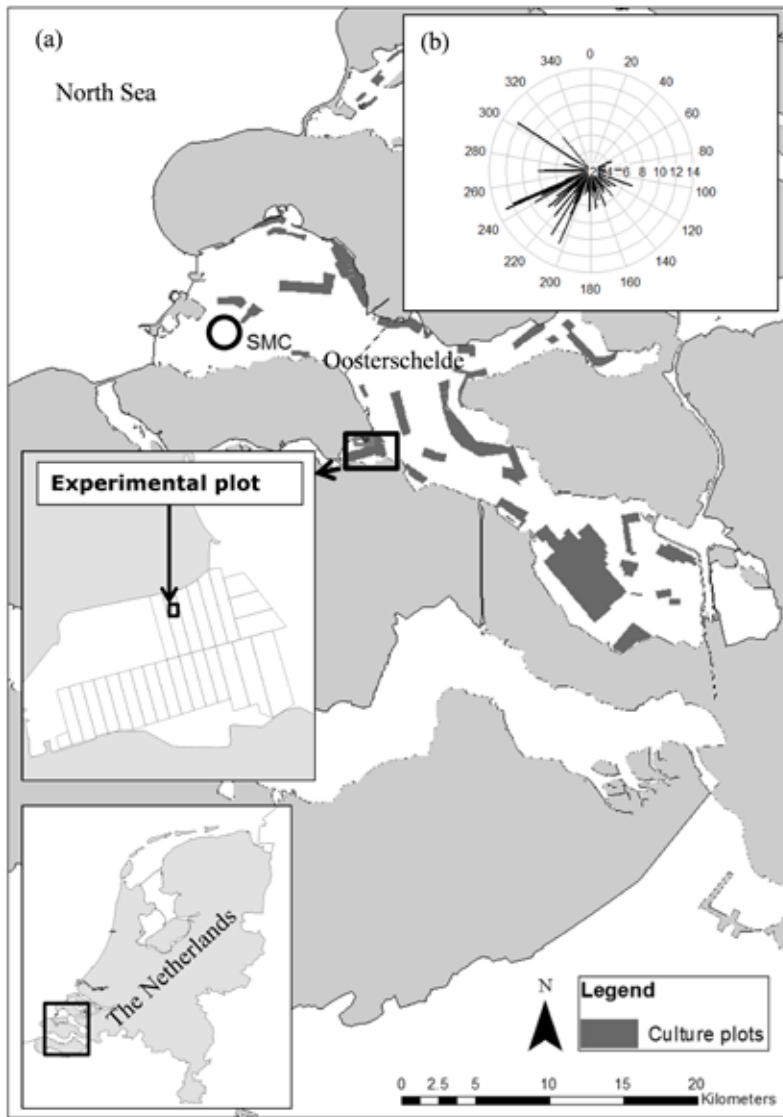 (a)
North Sea
(b)
0
20
40
60
80
100
120
140
160
180
200
220
240
260
280
300
320
340
2 4 6 8 10 12 14
SMC
Oosterschelde
Experimental plot
The Netherlands
N
Legend
Culture plots
0 2.5 5 10 15 20
Kilometers